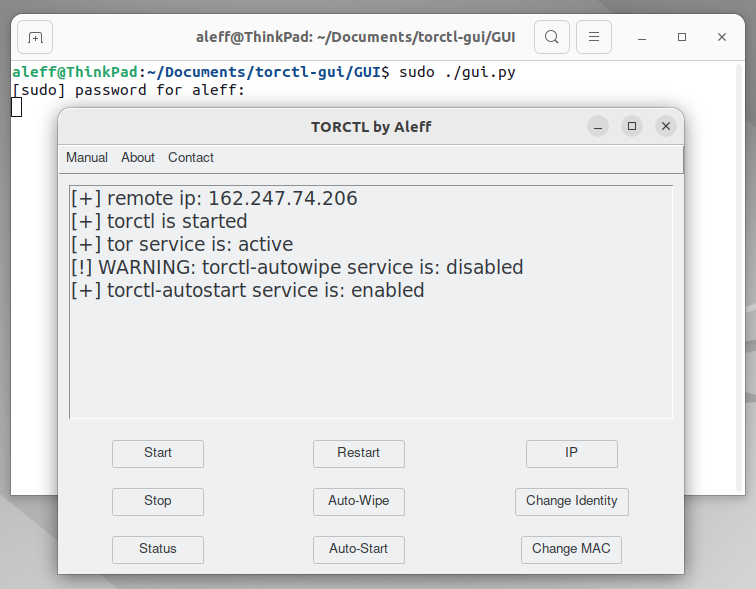 aleff@ThinkPad: ~/Documents/torctl-gui/GUI
aleff@ThinkPad:~/Documents/torctl-gui/GUI$ sudo ./gui.py
[sudo] password for aleff:
TORCTL by Aleff
Manual About Contact
[+] remote ip: 162.247.74.206
[+] torctl is started
[+] tor service is: active
[!] WARNING: torctl-autowipe service is: disabled
[+] torctl-autostart service is: enabled
Start Restart IP
Stop Auto-Wipe Change Identity
Status Auto-Start Change MAC